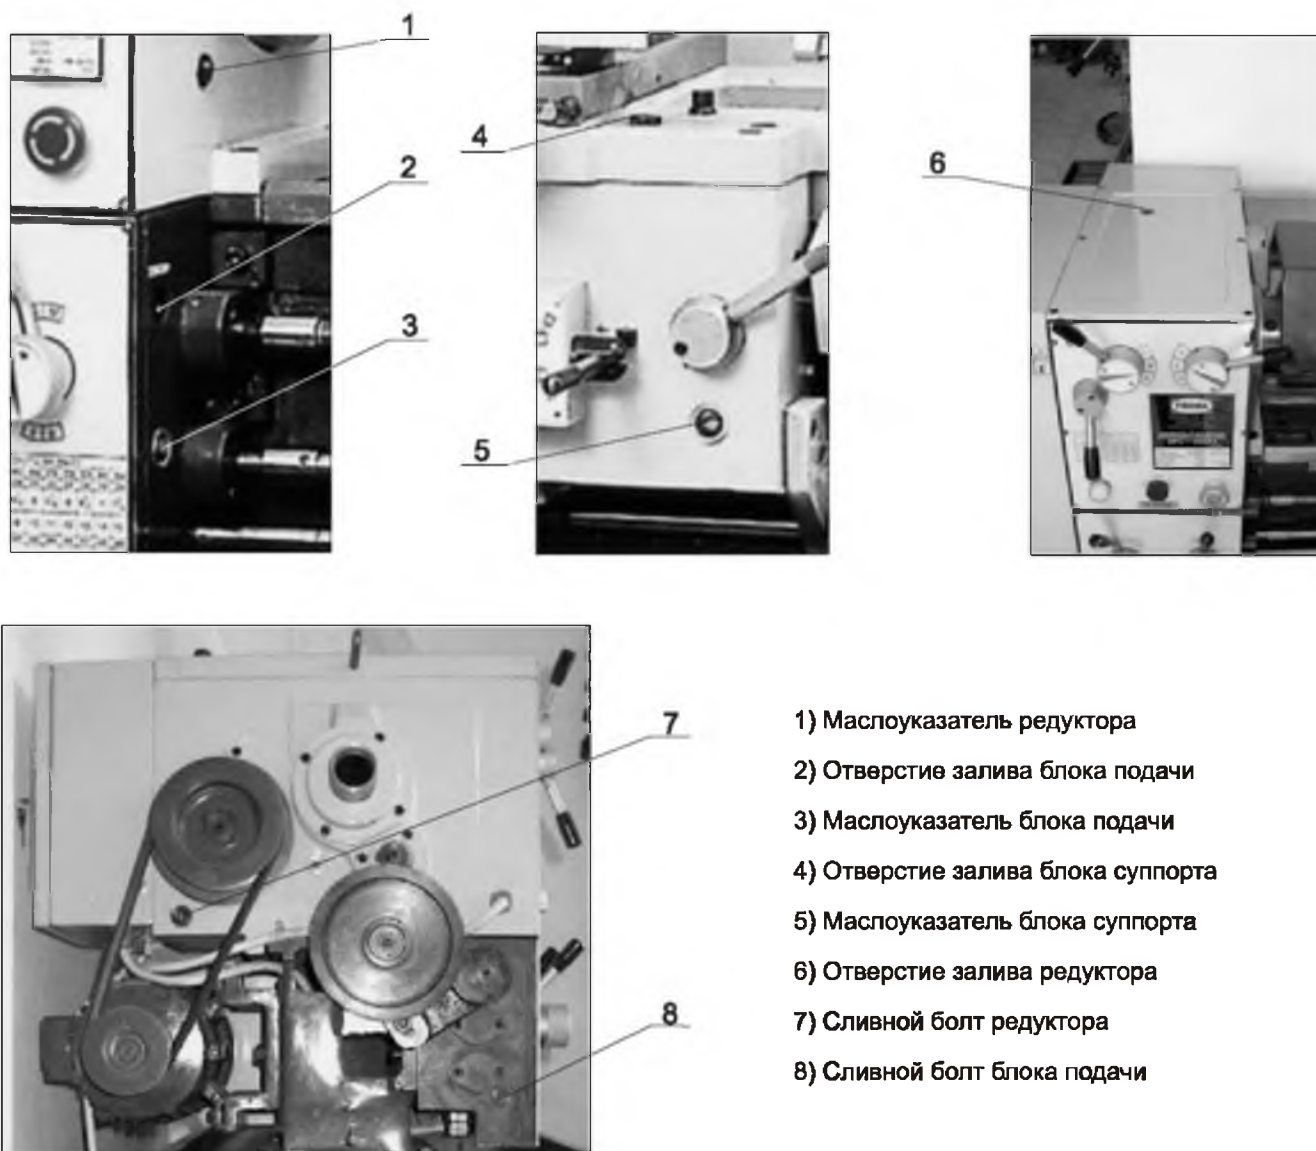 1
2
3
4
5
6
7
8
1) Маслоуказатель редуктора
2) Отверстие залива блока подачи
3) Маслоуказатель блока подачи
4) Отверстие залива блока суппорта
5) Маслоуказатель блока суппорта
6) Отверстие залива редуктора
7) Сливной болт редуктора
8) Сливной болт блока подачи